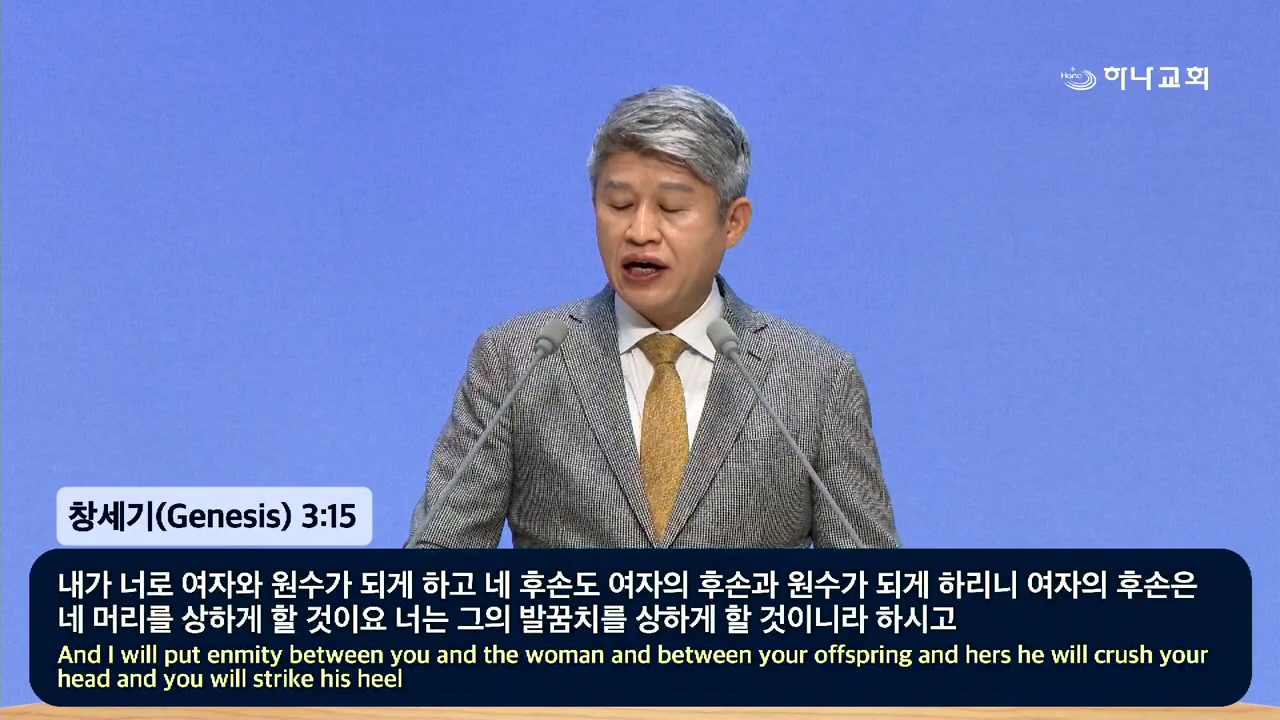 Hana 하나교회
창세기(Genesis) 3:15
내가 너로 여자와 원수가 되게 하고 네 후손도 여자의 후손과 원수가 되게 하리니 여자의 후손은
네 머리를 상하게 할 것이요 너는 그의 발꿈치를 상하게 할 것이니라 하시고
And I will put enmity between you and the woman and between your offspring and hers he will crush your
head and you will strike his heel